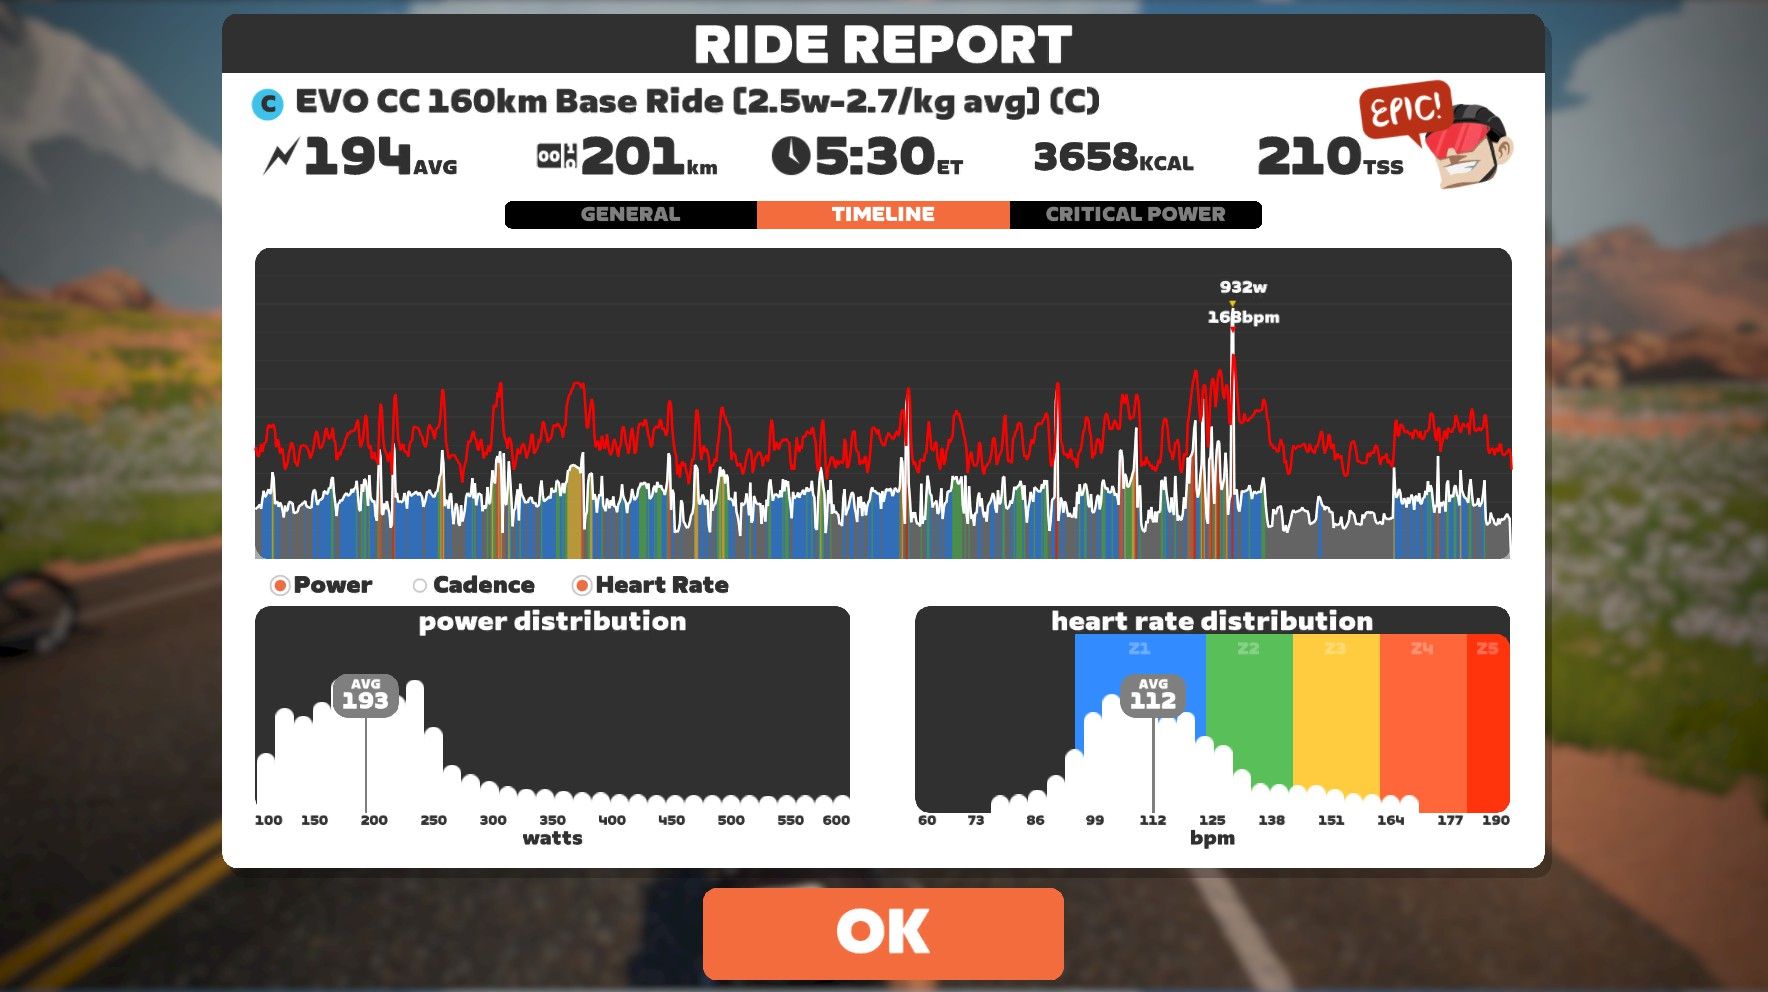 RIDE REPORT
C EVO CC 160km Base Ride [2.5w-2.7/kg avg] (C)
EPIC!
194AVG 201km 5:30ET 3658KCAL 210TSS
GENERAL TIMELINE CRITICAL POWER
932w
168bpm
Power Cadence Heart Rate
power distribution
AVG
193
100 150 200 250 300 350 400 450 500 550 600
watts
heart rate distribution
Z1 Z2 Z3 Z4 Z5
AVG
112
60 73 86 99 112 125 138 151 164 177 190
bpm
OK